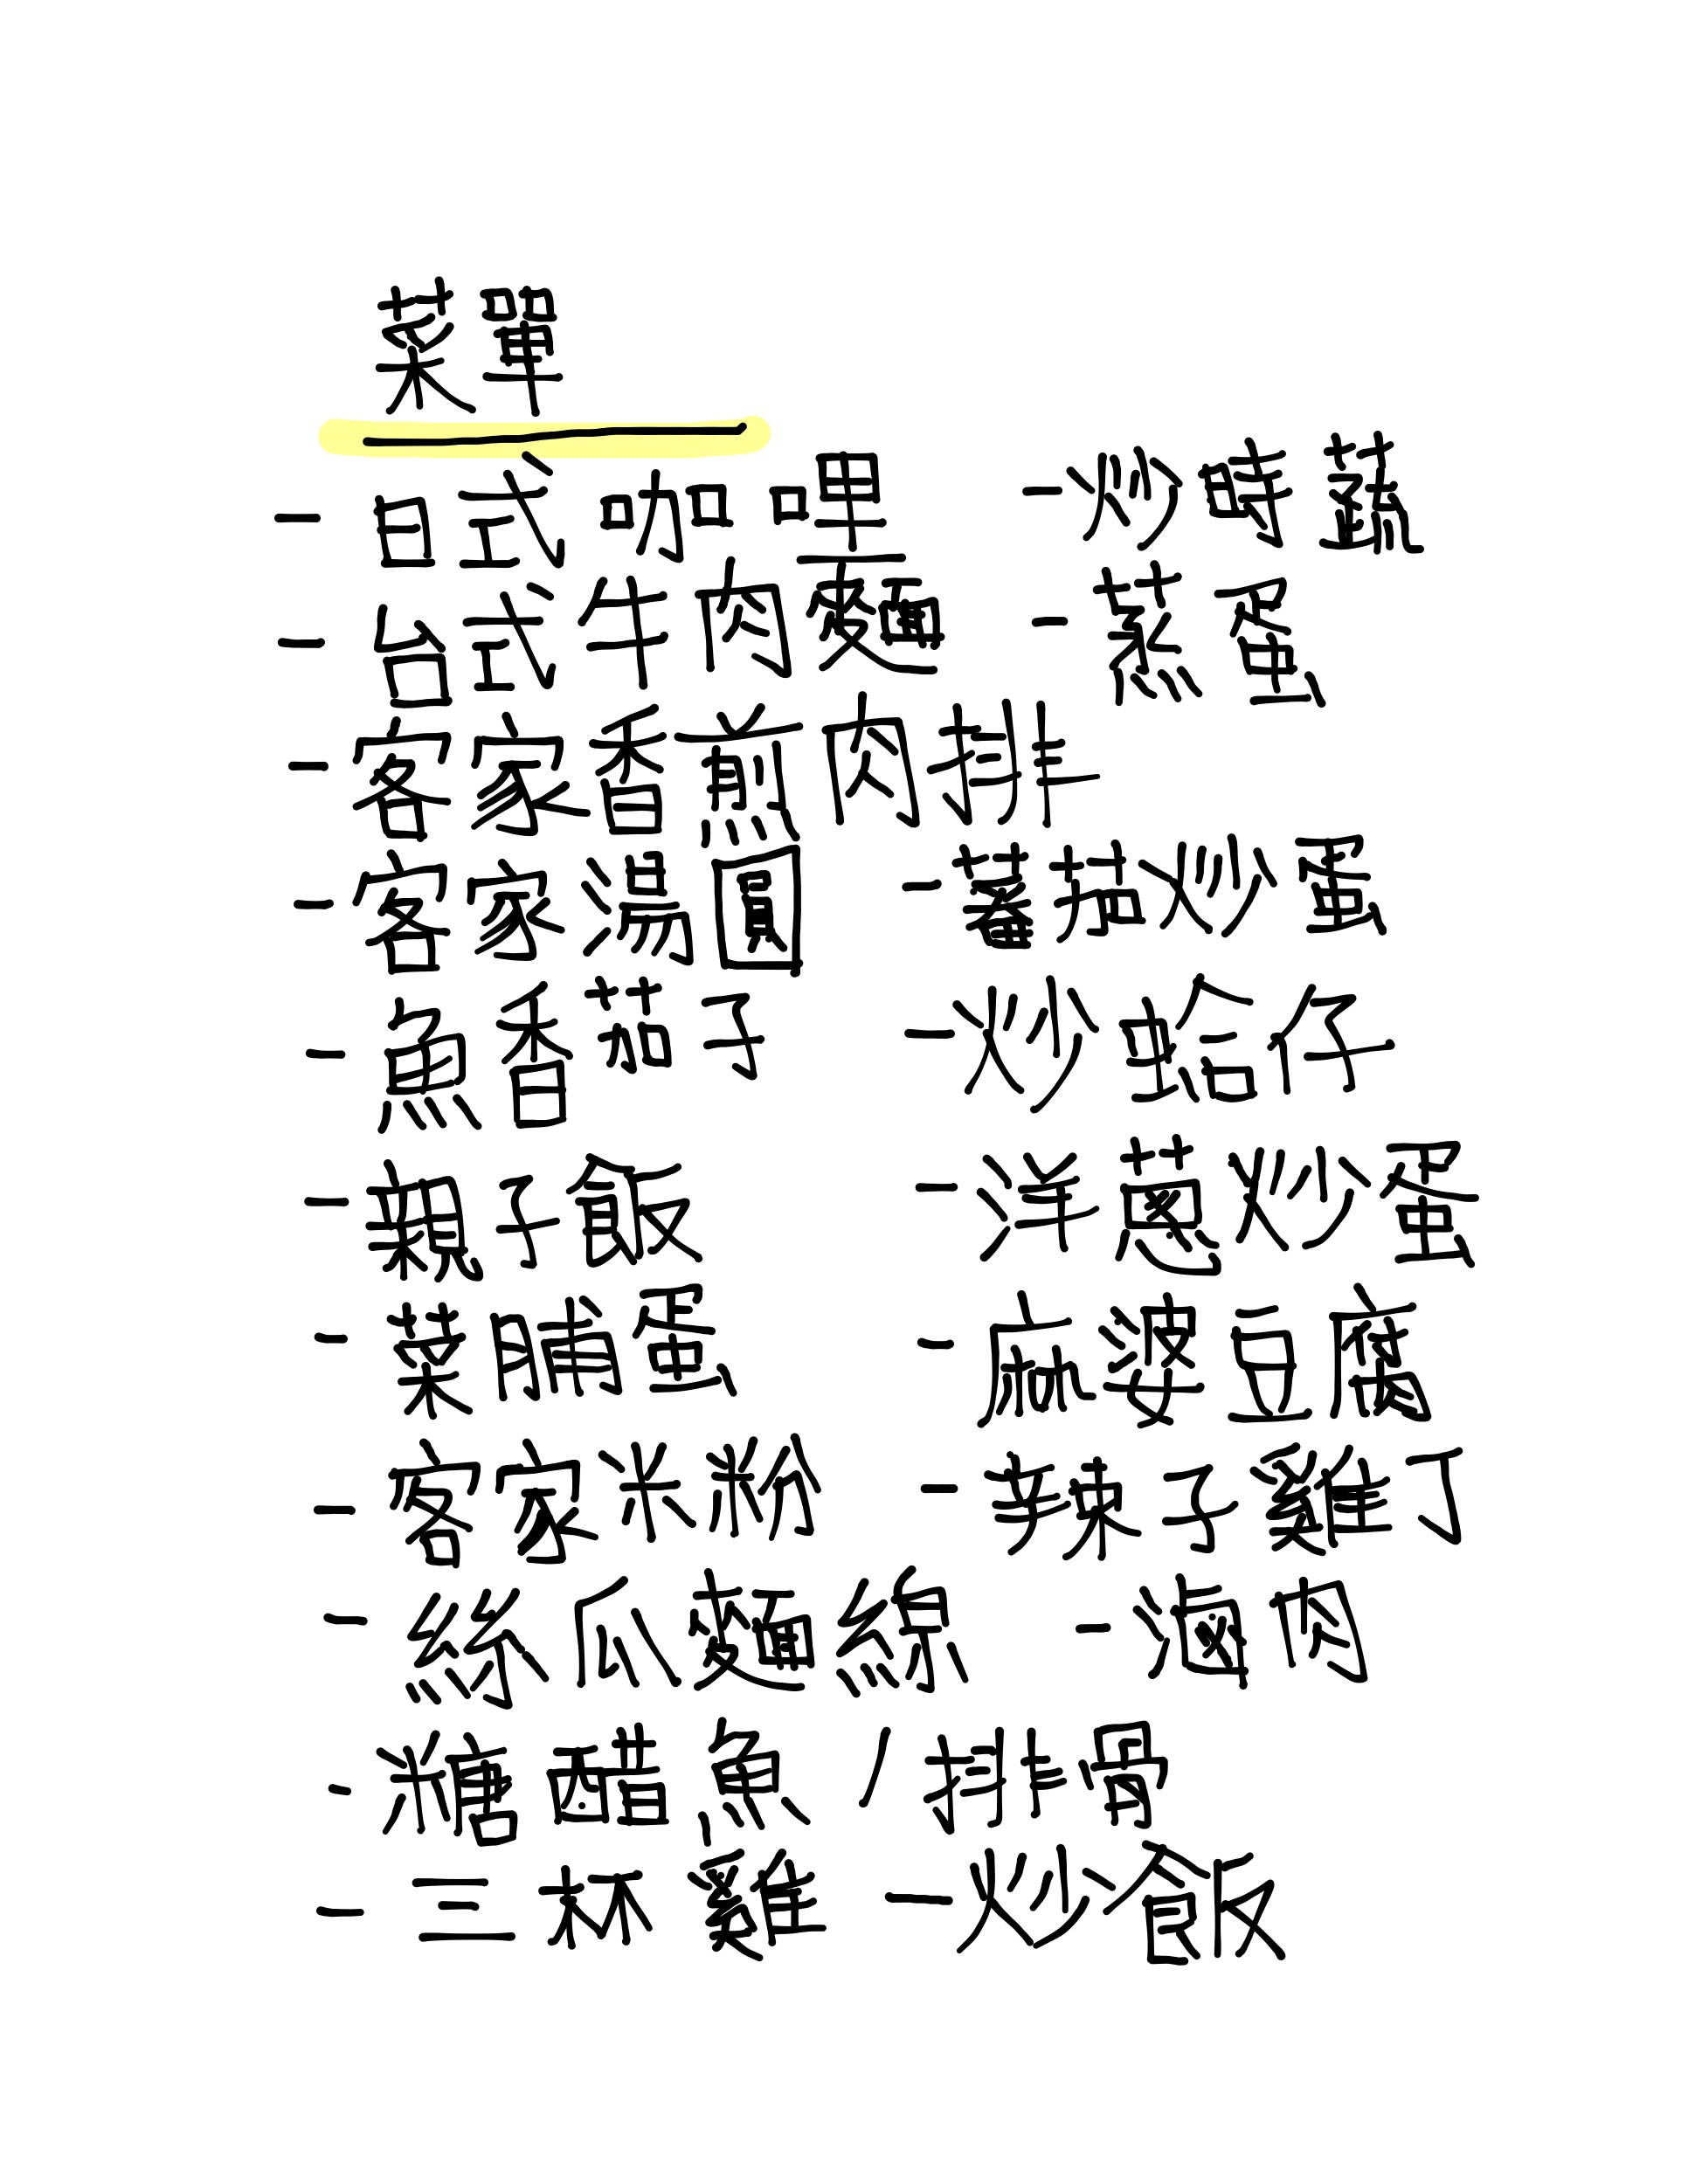 菜單
- 日式咖哩 - 炒時蔬
- 台式牛肉麵 - 蒸蛋
- 客家香煎肉排
- 客家湯圓 - 蕃茄炒蛋
- 魚香茄子 - 炒蛤仔
- 親子飯 - 洋蔥炒蛋
- 菜脯蛋 - 麻婆豆腐
- 客家米粉 - 辣子雞丁
- 絲瓜麵線 - 滷肉
- 糖醋魚/排骨
- 三杯雞 - 炒飯